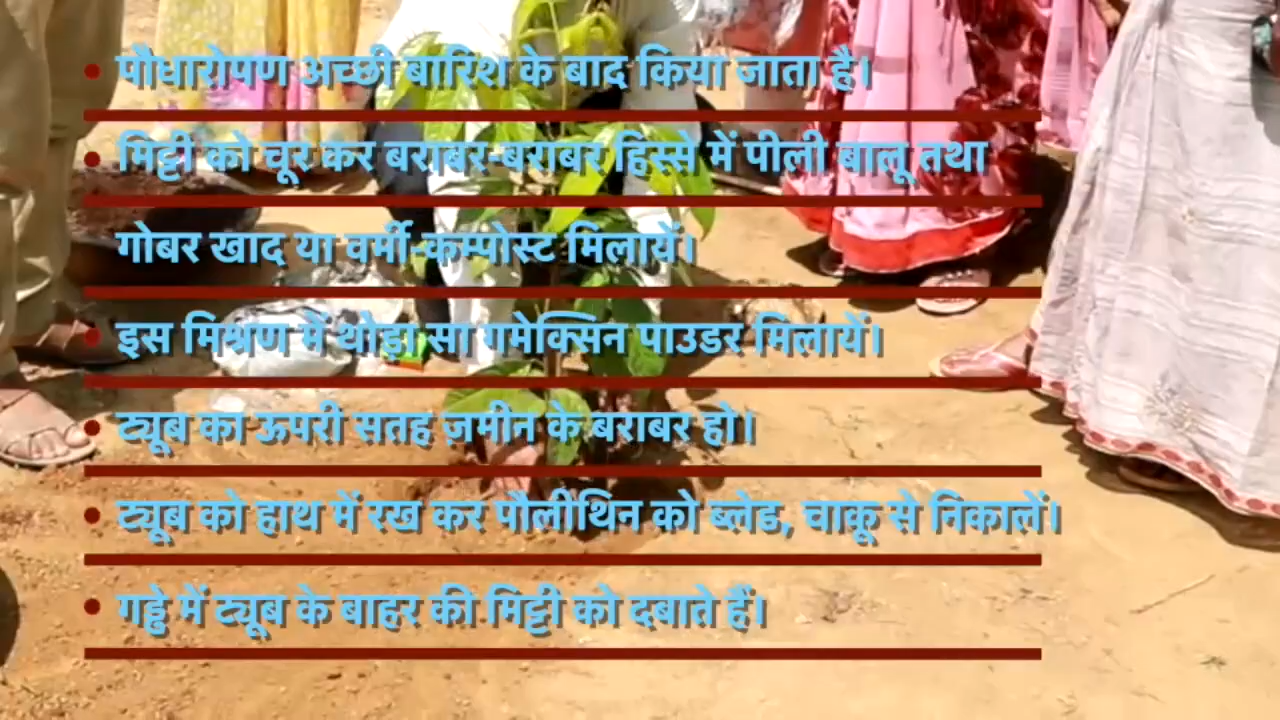 • पौधारोपण अच्छी बारिश के बाद किया जाता है।
• मिट्टी को चूर कर बराबर-बराबर हिस्से में पीली बालू तथा
गोबर खाद या वर्मी-कम्पोस्ट मिलायें।
• इस मिश्रण में थोड़ा सा गमेक्सिन पाउडर मिलायें।
• ट्यूब का ऊपरी सतह ज़मीन के बराबर हो।
• ट्यूब को हाथ में रख कर पौलीथिन को ब्लेड, चाकू से निकालें।
• गड्ढे में ट्यूब के बाहर की मिट्टी को दबाते हैं।